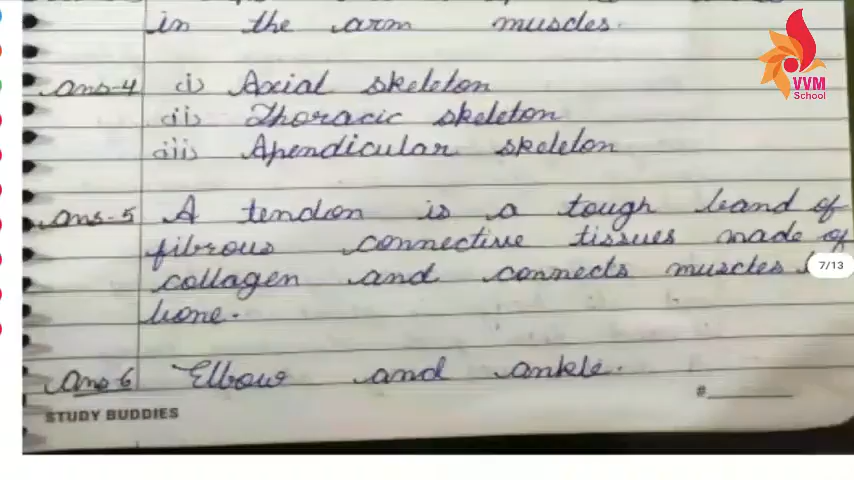 in the arm muscles.
VVM
School
Ans-4 (i) Axial skeleton
(ii) Thoracic skeleton
(iii) Apendicular skeleton
Ans-5 A tendon is a tough band of
fibrous connective tissues made of
collagen and connects muscles
7/13
bone.
Ans-6 Elbow and ankle.
#
STUDY BUDDIES